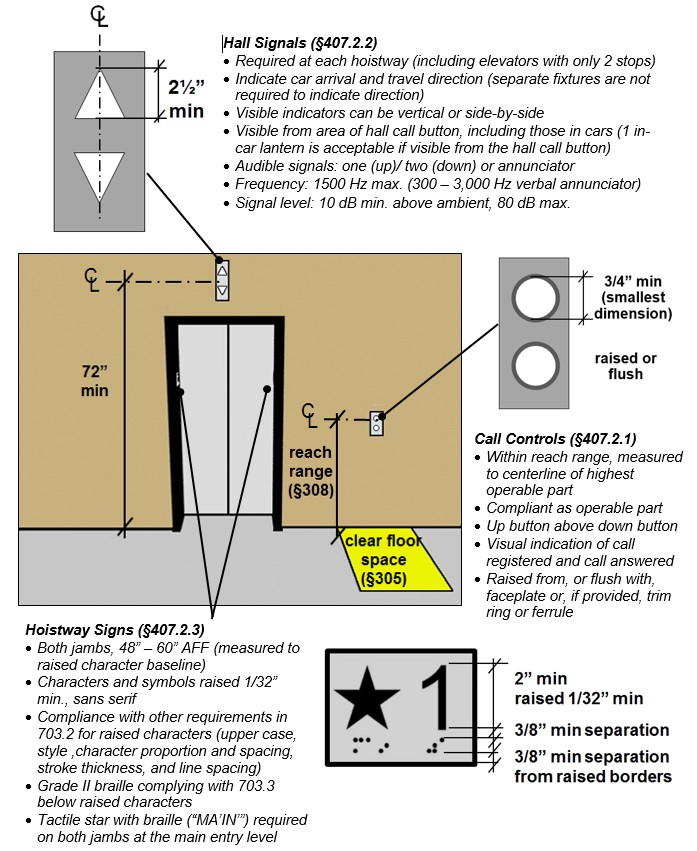 ℄
2½”
min
Hall Signals (§407.2.2)
• Required at each hoistway (including elevators with only 2 stops)
• Indicate car arrival and travel direction (separate fixtures are not
required to indicate direction)
• Visible indicators can be vertical or side-by-side
• Visible from area of hall call button, including those in cars (1 in-
car lantern is acceptable if visible from the hall call button)
• Audible signals: one (up)/ two (down) or annunciator
• Frequency: 1500 Hz max. (300 – 3,000 Hz verbal annunciator)
• Signal level: 10 dB min. above ambient, 80 dB max.
℄
72”
min
℄
reach
range
(§308)
clear floor
space
(§305)
3/4” min
(smallest
dimension)
raised or
flush
Call Controls (§407.2.1)
• Within reach range, measured
to centerline of highest
operable part
• Compliant as operable part
• Up button above down button
• Visual indication of call
registered and call answered
• Raised from, or flush with,
faceplate or, if provided, trim
ring or ferrule
Hoistway Signs (§407.2.3)
• Both jambs, 48” – 60” AFF (measured to
raised character baseline)
• Characters and symbols raised 1/32”
min., sans serif
• Compliance with other requirements in
703.2 for raised characters (upper case,
style ,character proportion and spacing,
stroke thickness, and line spacing)
• Grade II braille complying with 703.3
below raised characters
• Tactile star with braille (“MA’IN’”) required
on both jambs at the main entry level
★ 1
2” min
raised 1/32” min
3/8” min separation
3/8” min separation
from raised borders